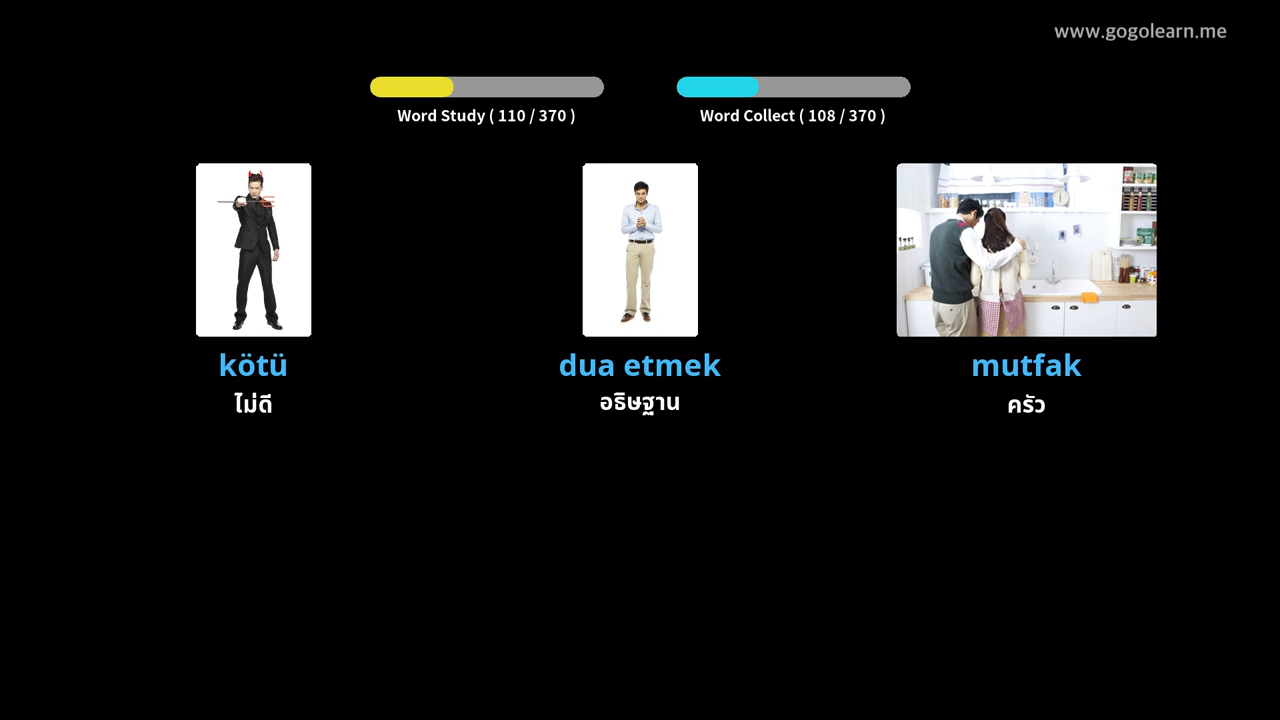 www.gogolearn.me
Word Study ( 110 / 370 )
Word Collect ( 108 / 370 )
kötü
ไม่ดี
dua etmek
อธิษฐาน
mutfak
ครัว